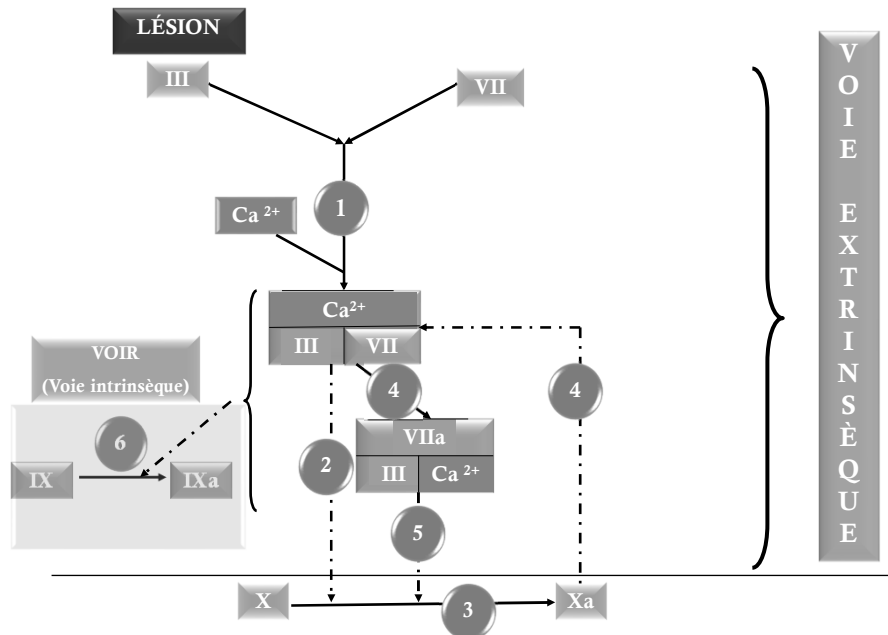 LÉSION
III
VII
1
Ca 2+
Ca2+
III VII
4
4
VOIR
(Voie intrinsèque)
6
IX
IXa
2
VIIa
III Ca 2+
5
X
3
Xa
V
O
I
E
E
X
T
R
I
N
S
È
Q
U
E